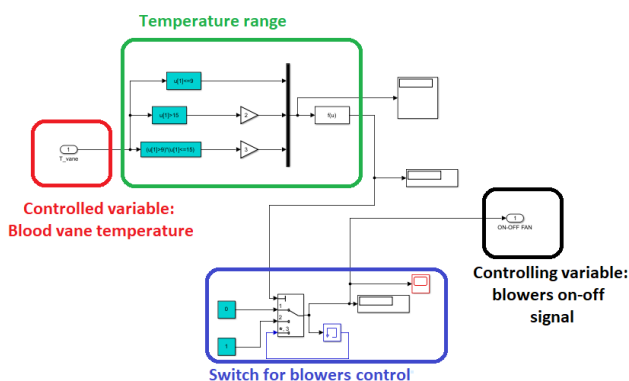 Temperature range
u[1]<=9
u[1]>15
2
f(u)
(u[1]>9)*(u[1]<=15)
3
1
T_vane
Controlled variable:
Blood vane temperature
1
ON-OFF FAN
Controlling variable:
blowers on-off
signal
0
1
1
2
*, 3
Switch for blowers control